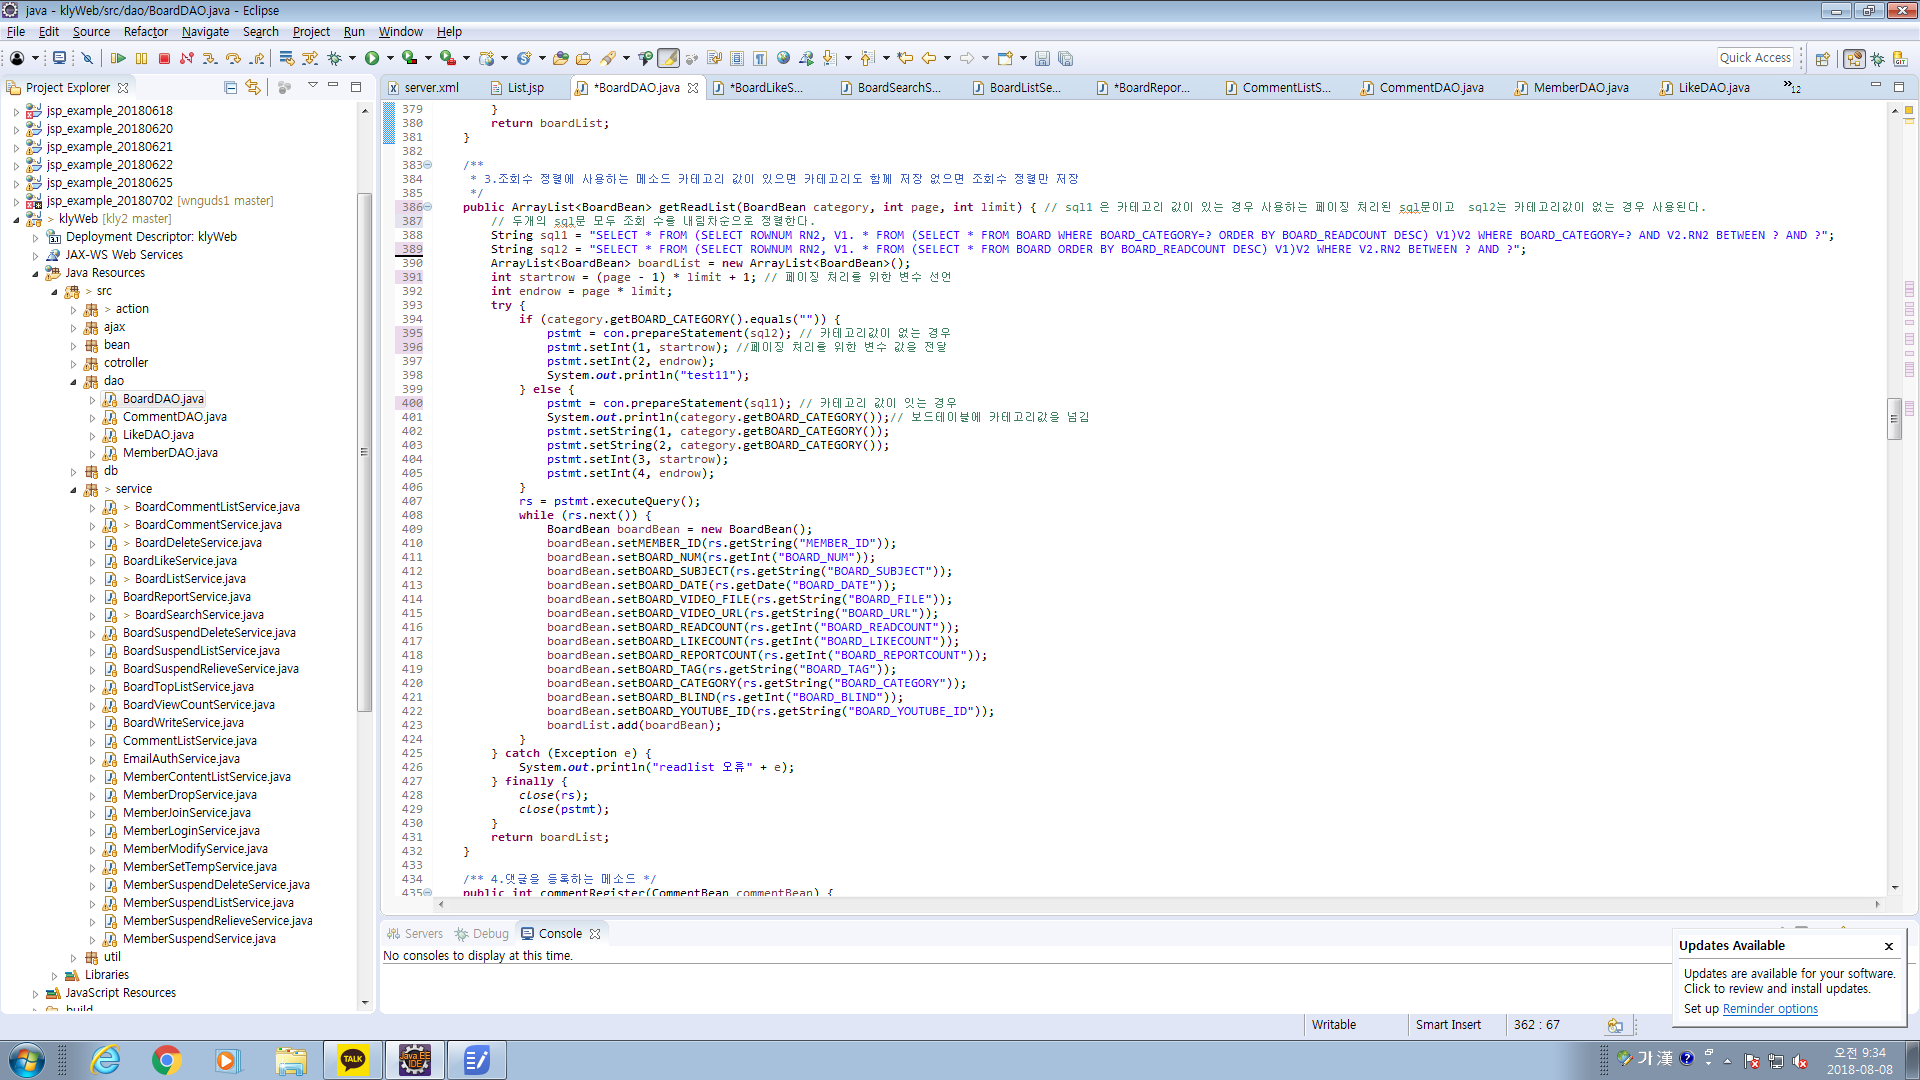 java - klyWeb/src/dao/BoardDAO.java - Eclipse
File Edit Source Refactor Navigate Search Project Run Window Help
Quick Access
Project Explorer
server.xml List.jsp *BoardDAO.java *BoardLikeS... BoardSearchS... BoardListSe... *BoardRepor... CommentListS... CommentDAO.java MemberDAO.java LikeDAO.java »12
jsp_example_20180618
jsp_example_20180620
jsp_example_20180621
jsp_example_20180622
jsp_example_20180625
jsp_example_20180702 [wnguds1 master]
> klyWeb [kly2 master]
Deployment Descriptor: klyWeb
JAX-WS Web Services
Java Resources
> src
> action
ajax
bean
cotroller
dao
BoardDAO.java
CommentDAO.java
LikeDAO.java
MemberDAO.java
db
> service
> BoardCommentListService.java
> BoardCommentService.java
> BoardDeleteService.java
BoardLikeService.java
> BoardListService.java
BoardReportService.java
> BoardSearchService.java
BoardSuspendDeleteService.java
BoardSuspendListService.java
BoardSuspendRelieveService.java
BoardTopListService.java
BoardViewCountService.java
BoardWriteService.java
CommentListService.java
EmailAuthService.java
MemberContentListService.java
MemberDropService.java
MemberJoinService.java
MemberLoginService.java
MemberModifyService.java
MemberSetTempService.java
MemberSuspendDeleteService.java
MemberSuspendListService.java
MemberSuspendRelieveService.java
MemberSuspendService.java
util
Libraries
JavaScript Resources
build
379 }
380 return boardList;
381 }
382
383 /**
384 * 3.조회수 정렬에 사용하는 메소드 카테고리 값이 있으면 카테고리도 함께 저장 없으면 조회수 정렬만 저장
385 */
386 public ArrayList<BoardBean> getReadList(BoardBean category, int page, int limit) { // sql1 은 카테고리 값이 있는 경우 사용하는 페이징 처리된 sql문이고 sql2는 카테고리값이 없는 경우 사용된다.
387 // 두개의 sql문 모두 조회 수를 내림차순으로 정렬한다.
388 String sql1 = "SELECT * FROM (SELECT ROWNUM RN2, V1. * FROM (SELECT * FROM BOARD WHERE BOARD_CATEGORY=? ORDER BY BOARD_READCOUNT DESC) V1)V2 WHERE BOARD_CATEGORY=? AND V2.RN2 BETWEEN ? AND ?";
389 String sql2 = "SELECT * FROM (SELECT ROWNUM RN2, V1. * FROM (SELECT * FROM BOARD ORDER BY BOARD_READCOUNT DESC) V1)V2 WHERE V2.RN2 BETWEEN ? AND ?";
390 ArrayList<BoardBean> boardList = new ArrayList<BoardBean>();
391 int startrow = (page - 1) * limit + 1; // 페이징 처리를 위한 변수 선언
392 int endrow = page * limit;
393 try {
394 if (category.getBOARD_CATEGORY().equals("")) {
395 pstmt = con.prepareStatement(sql2); // 카테고리값이 없는 경우
396 pstmt.setInt(1, startrow); //페이징 처리를 위한 변수 값을 전달
397 pstmt.setInt(2, endrow);
398 System.out.println("test11");
399 } else {
400 pstmt = con.prepareStatement(sql1); // 카테고리 값이 잇는 경우
401 System.out.println(category.getBOARD_CATEGORY());// 보드테이블에 카테고리값을 넘김
402 pstmt.setString(1, category.getBOARD_CATEGORY());
403 pstmt.setString(2, category.getBOARD_CATEGORY());
404 pstmt.setInt(3, startrow);
405 pstmt.setInt(4, endrow);
406 }
407 rs = pstmt.executeQuery();
408 while (rs.next()) {
409 BoardBean boardBean = new BoardBean();
410 boardBean.setMEMBER_ID(rs.getString("MEMBER_ID"));
411 boardBean.setBOARD_NUM(rs.getInt("BOARD_NUM"));
412 boardBean.setBOARD_SUBJECT(rs.getString("BOARD_SUBJECT"));
413 boardBean.setBOARD_DATE(rs.getDate("BOARD_DATE"));
414 boardBean.setBOARD_VIDEO_FILE(rs.getString("BOARD_FILE"));
415 boardBean.setBOARD_VIDEO_URL(rs.getString("BOARD_URL"));
416 boardBean.setBOARD_READCOUNT(rs.getInt("BOARD_READCOUNT"));
417 boardBean.setBOARD_LIKECOUNT(rs.getInt("BOARD_LIKECOUNT"));
418 boardBean.setBOARD_REPORTCOUNT(rs.getInt("BOARD_REPORTCOUNT"));
419 boardBean.setBOARD_TAG(rs.getString("BOARD_TAG"));
420 boardBean.setBOARD_CATEGORY(rs.getString("BOARD_CATEGORY"));
421 boardBean.setBOARD_BLIND(rs.getInt("BOARD_BLIND"));
422 boardBean.setBOARD_YOUTUBE_ID(rs.getString("BOARD_YOUTUBE_ID"));
423 boardList.add(boardBean);
424 }
425 } catch (Exception e) {
426 System.out.println("readlist 오류" + e);
427 } finally {
428 close(rs);
429 close(pstmt);
430 }
431 return boardList;
432 }
433
434 /** 4.댓글을 등록하는 메소드 */
435 public int commentRegister(CommentBean commentBean) {
Servers Debug Console
No consoles to display at this time.
Updates Available
Updates are available for your software.
Click to review and install updates.
Set up Reminder options
Writable Smart Insert 362 : 67
TALK
Java EE
IDE
가 漢
오전 9:34
2018-08-08